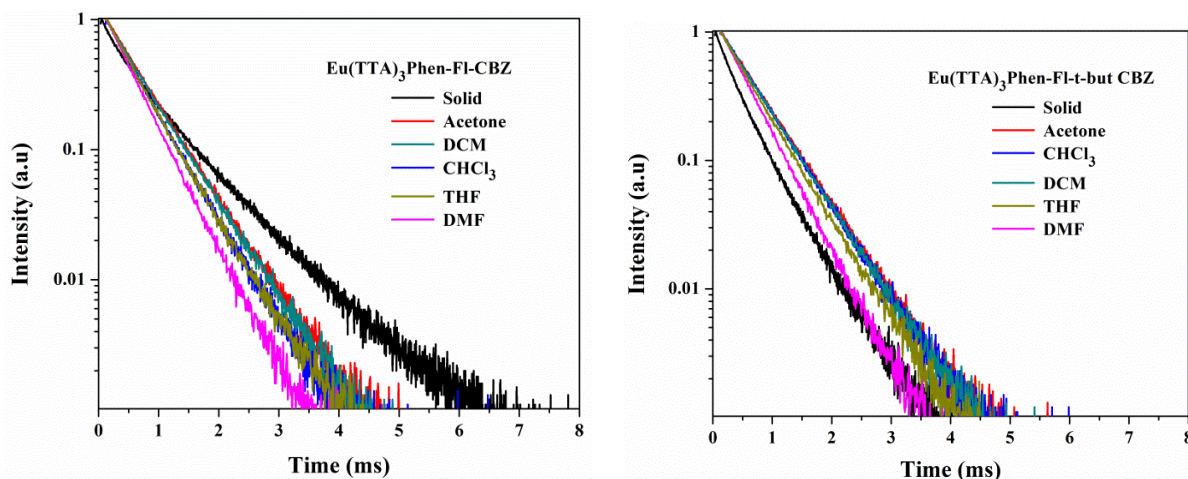 Eu(TTA)3Phen-Fl-CBZ
Solid
Acetone
DCM
CHCl3
THF
DMF
Intensity (a.u)
1
0.1
0.01
0 1 2 3 4 5 6 7 8
Time (ms)
Eu(TTA)3Phen-Fl-t-but CBZ
Solid
Acetone
CHCl3
DCM
THF
DMF
Intensity (a.u)
1
0.1
0.01
0 1 2 3 4 5 6 7 8
Time (ms)